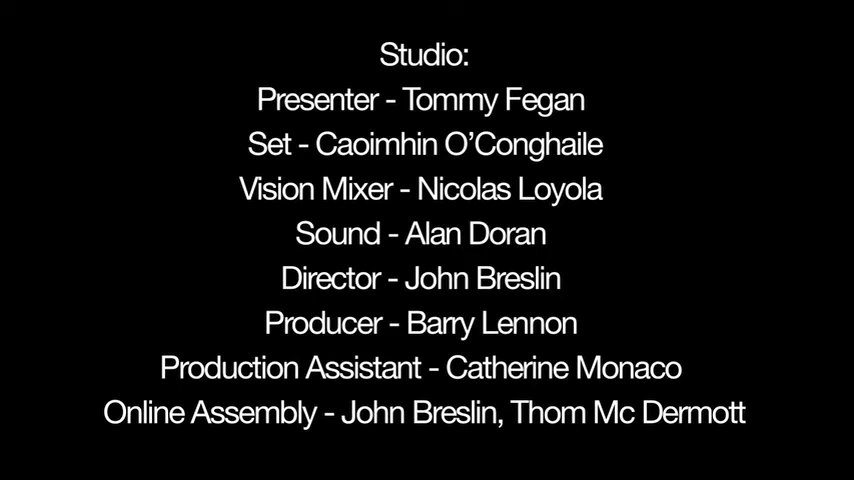 Studio:
Presenter - Tommy Fegan
Set - Caoimhin O’Conghaile
Vision Mixer - Nicolas Loyola
Sound - Alan Doran
Director - John Breslin
Producer - Barry Lennon
Production Assistant - Catherine Monaco
Online Assembly - John Breslin, Thom Mc Dermott